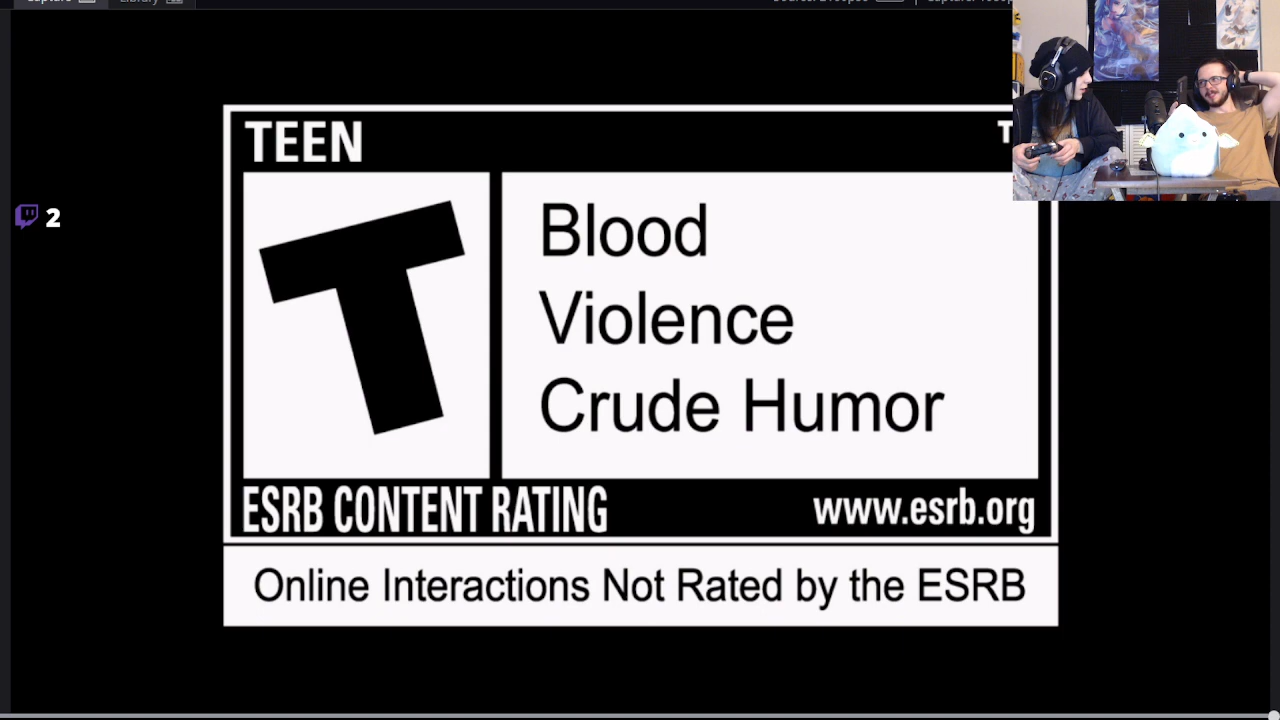 TEEN
T
T
Blood
Violence
Crude Humor
ESRB CONTENT RATING
www.esrb.org
Online Interactions Not Rated by the ESRB
2